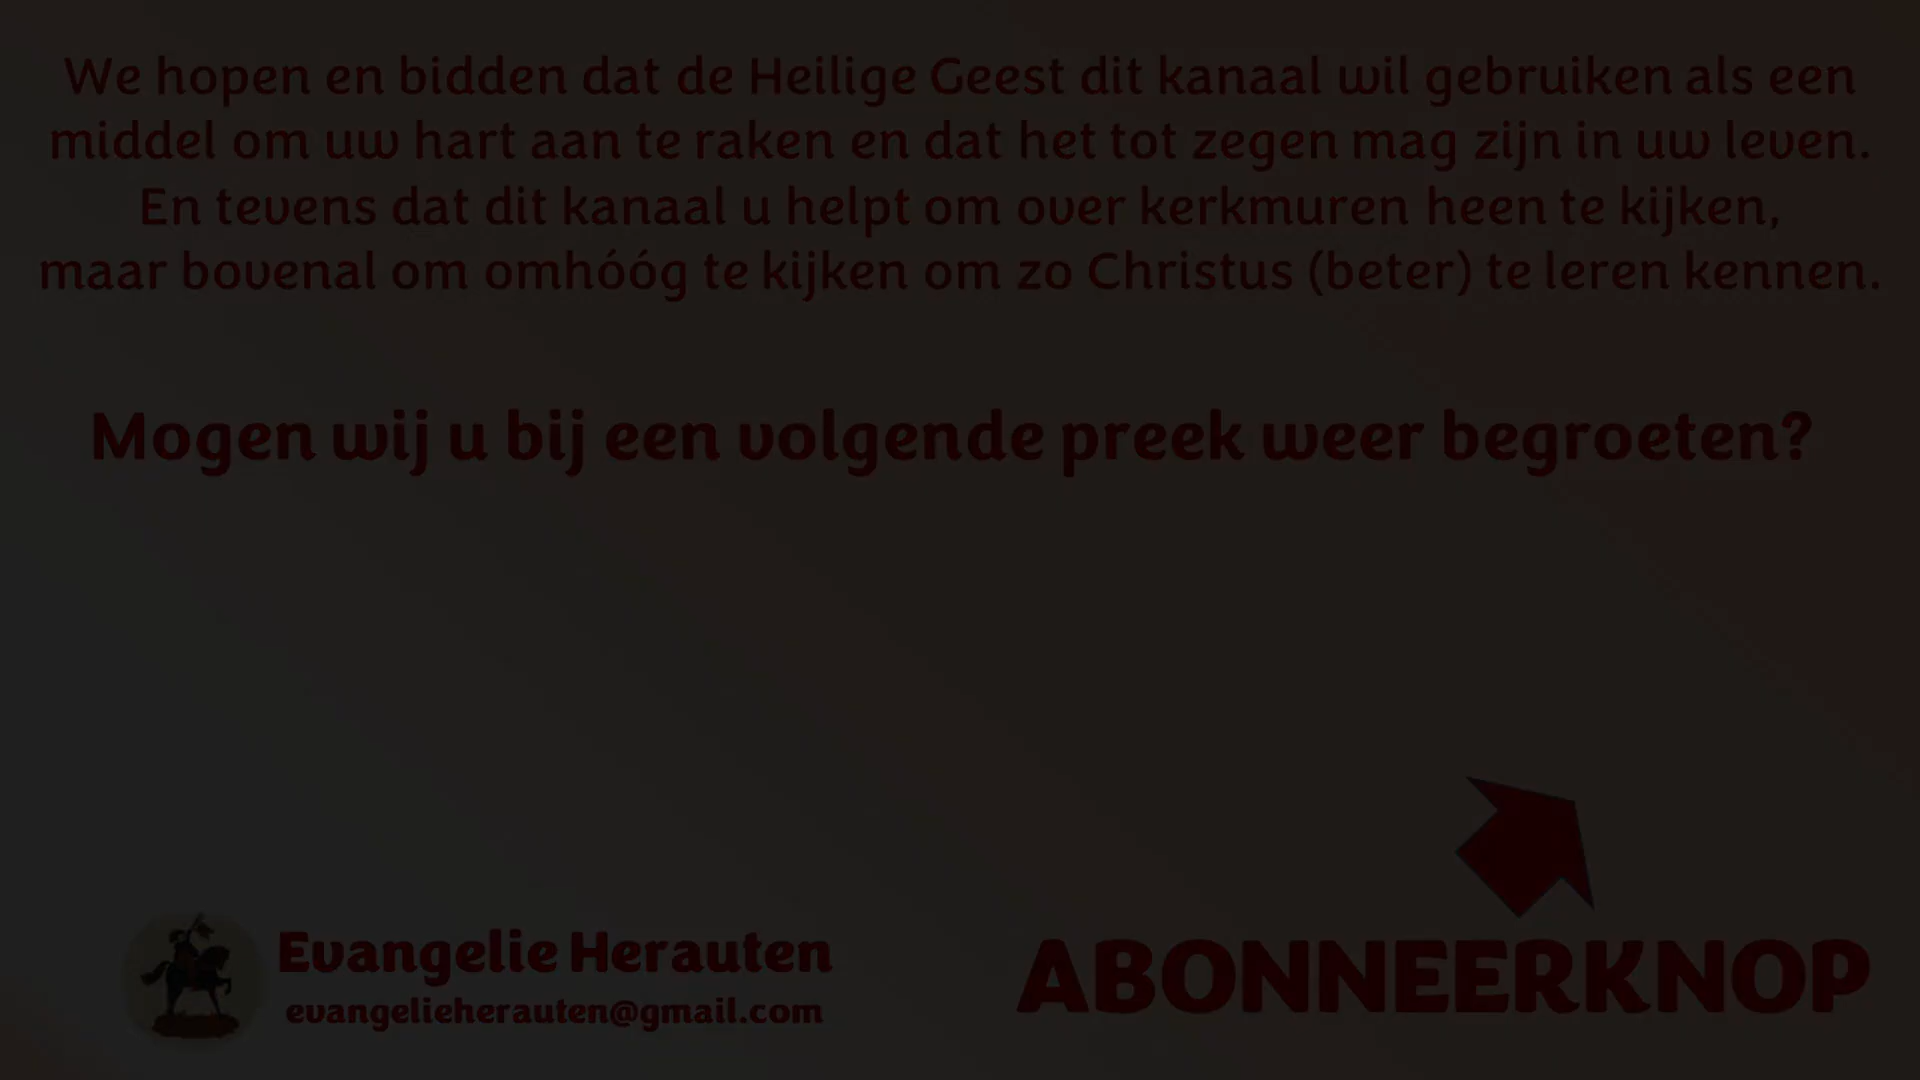 We hopen en bidden dat de Heilige Geest dit kanaal wil gebruiken als een
middel om uw hart aan te raken en dat het tot zegen mag zijn in uw leven.
En tevens dat dit kanaal u helpt om over kerkmuren heen te kijken,
maar bovenal om omhóóg te kijken om zo Christus (beter) te leren kennen.
Mogen wij u bij een volgende preek weer begroeten?
Evangelie Herauten
evangelieherauten@gmail.com
ABONNEERKNOP